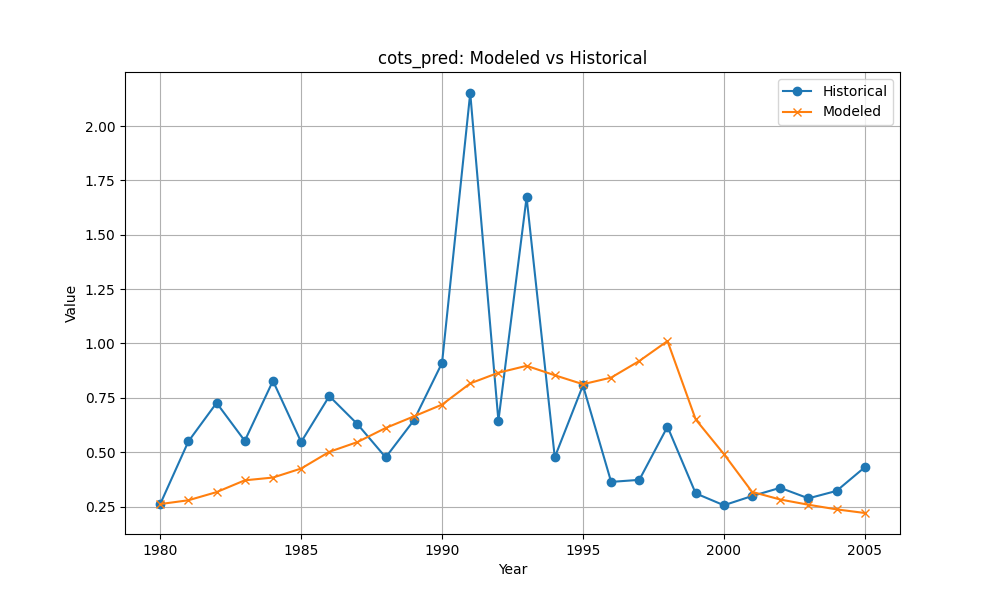 cots_pred: Modeled vs Historical
Historical
Modeled
Value
2.00
1.75
1.50
1.25
1.00
0.75
0.50
0.25
1980 1985 1990 1995 2000 2005
Year